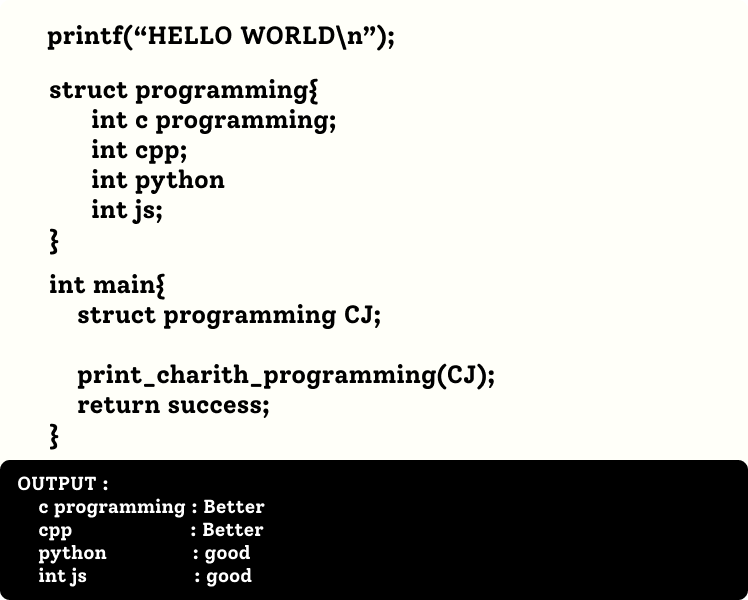 printf(“HELLO WORLD\n”);
struct programming{
int c programming;
int cpp;
int python
int js;
}
int main{
struct programming CJ;
print_charith_programming(CJ);
return success;
}
OUTPUT :
c programming : Better
cpp : Better
python : good
int js : good